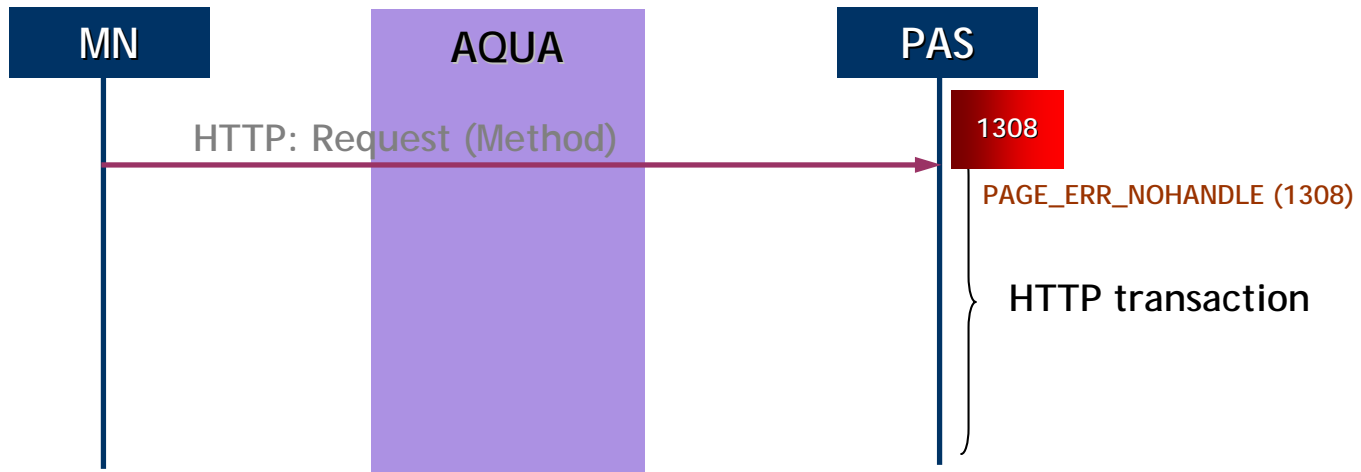 MN
AQUA
PAS
1308
HTTP: Request (Method)
PAGE_ERR_NOHANDLE (1308)
HTTP transaction